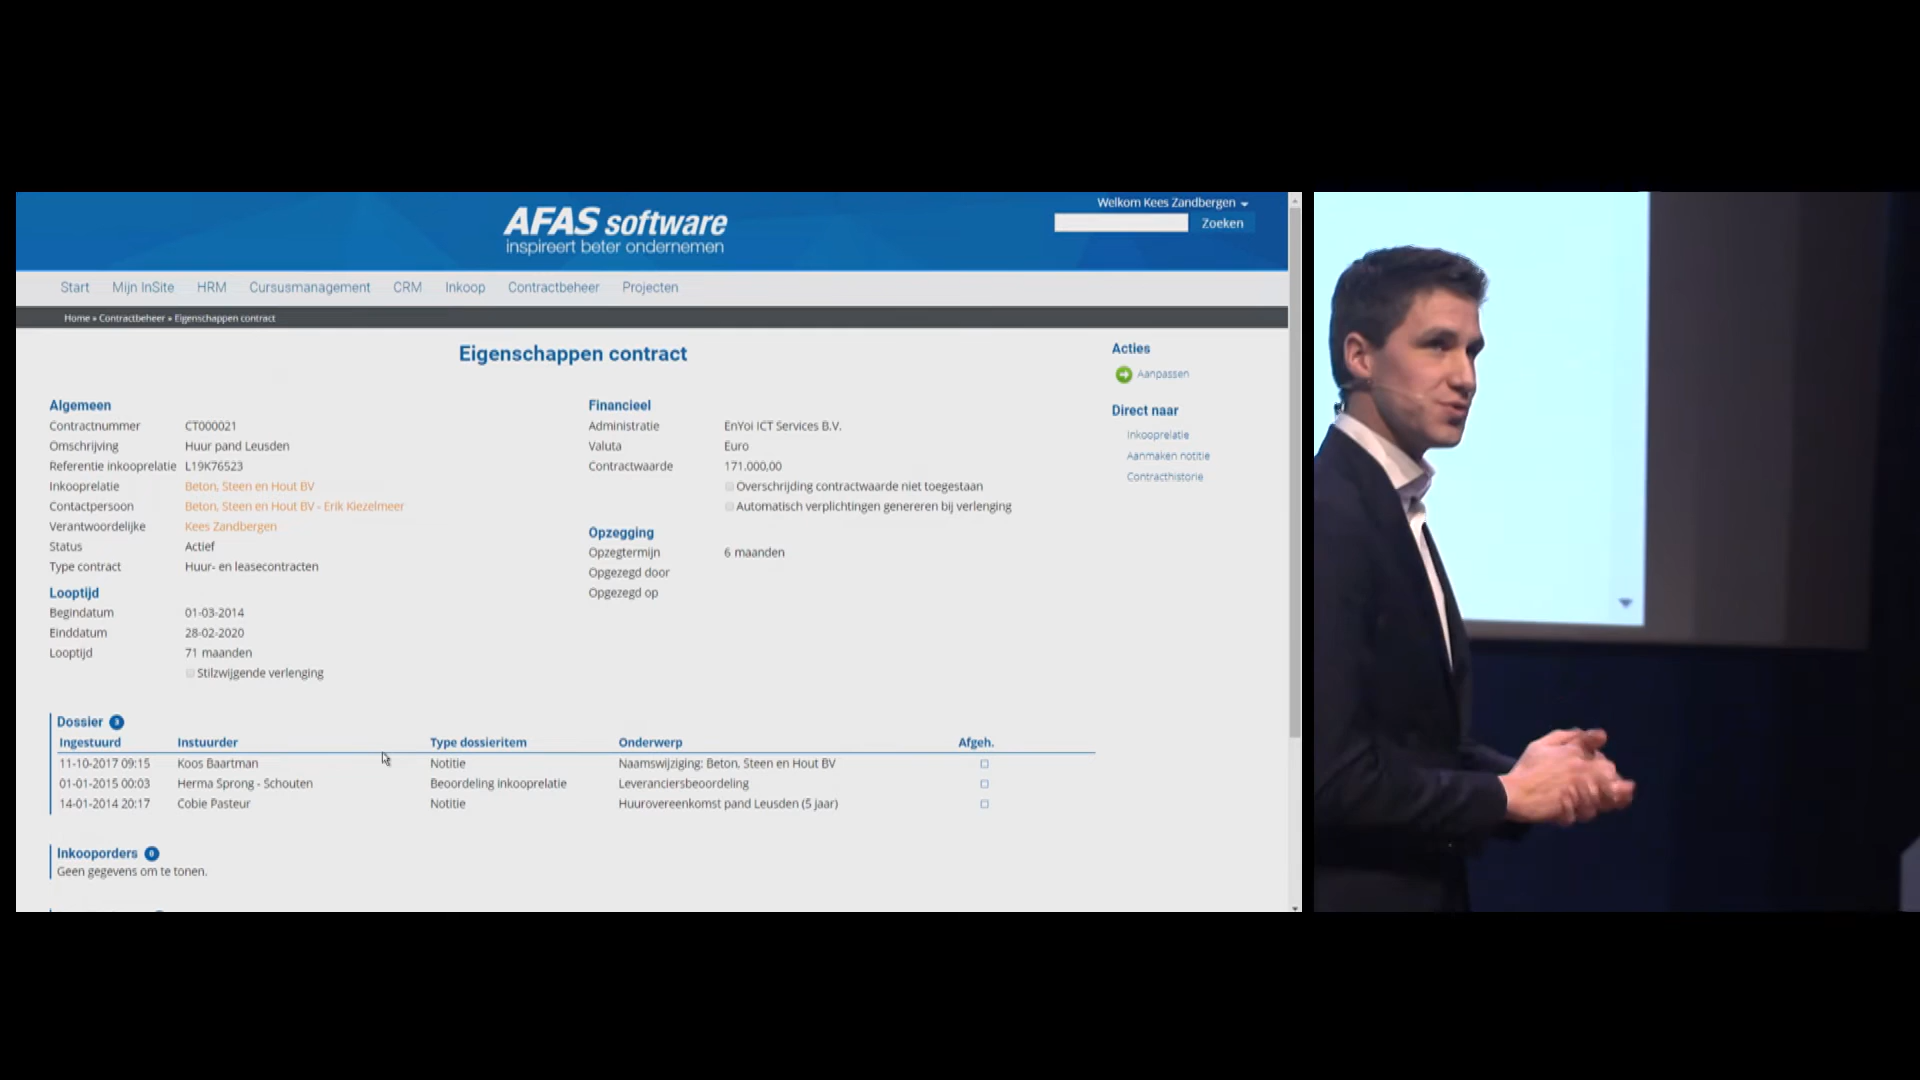 AFAS software
inspireert beter ondernemen
Welkom Kees Zandbergen
Zoeken
Start Mijn InSite HRM Cursusmanagement CRM Inkoop Contractbeheer Projecten
Home » Contractbeheer » Eigenschappen contract
Eigenschappen contract
Algemeen
Contractnummer CT000021
Omschrijving Huur pand Leusden
Referentie inkooprelatie L19K76523
Inkooprelatie Beton, Steen en Hout BV
Contactpersoon Beton, Steen en Hout BV - Erik Kiezelmeer
Verantwoordelijke Kees Zandbergen
Status Actief
Type contract Huur- en leasecontracten
Looptijd
Begindatum 01-03-2014
Einddatum 28-02-2020
Looptijd 71 maanden
Stilzwijgende verlenging
Financieel
Administratie EnYoi ICT Services B.V.
Valuta Euro
Contractwaarde 171.000,00
Overschrijding contractwaarde niet toegestaan
Automatisch verplichtingen genereren bij verlenging
Opzegging
Opzegtermijn 6 maanden
Opgezegd door
Opgezegd op
Acties
Aanpassen
Direct naar
Inkooprelatie
Aanmaken notitie
Contracthistorie
Dossier 3
Ingestuurd Instuurder Type dossieritem Onderwerp Afgeh.
11-10-2017 09:15 Koos Baartman Notitie Naamswijziging: Beton, Steen en Hout BV
01-01-2015 00:03 Herma Sprong - Schouten Beoordeling inkooprelatie Leveranciersbeoordeling
14-01-2014 20:17 Cobie Pasteur Notitie Huurovereenkomst pand Leusden (5 jaar)
Inkooporders 0
Geen gegevens om te tonen.